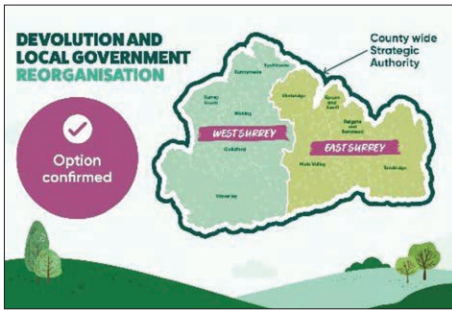 DEVOLUTION AND
LOCAL GOVERNMENT
REORGANISATION
County wide
Strategic
Authority
Option
confirmed
Spelthorne
Runnymede
Elmbridge
Surrey
Heath
Epsom and
Ewell
Woking
Reigate and
Banstead
WEST SURREY
EAST SURREY
Guildford
Mole Valley
Tandridge
Waverley